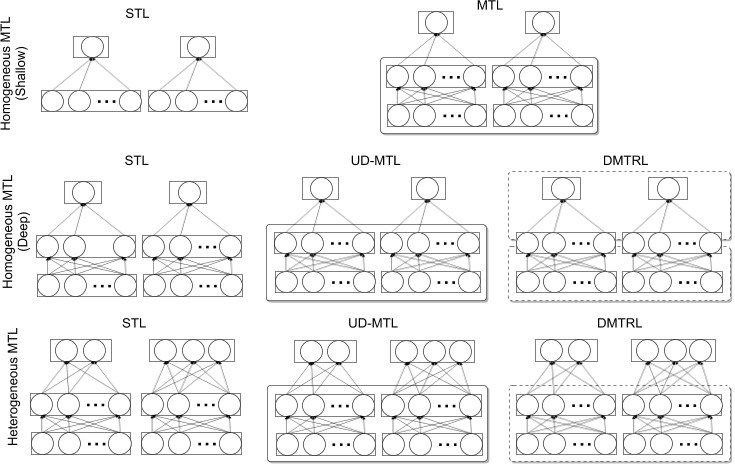 Homogeneous MTL
(Shallow)
STL
MTL
Homogeneous MTL
(Deep)
STL
UD-MTL
DMTRL
Heterogeneous MTL
STL
UD-MTL
DMTRL